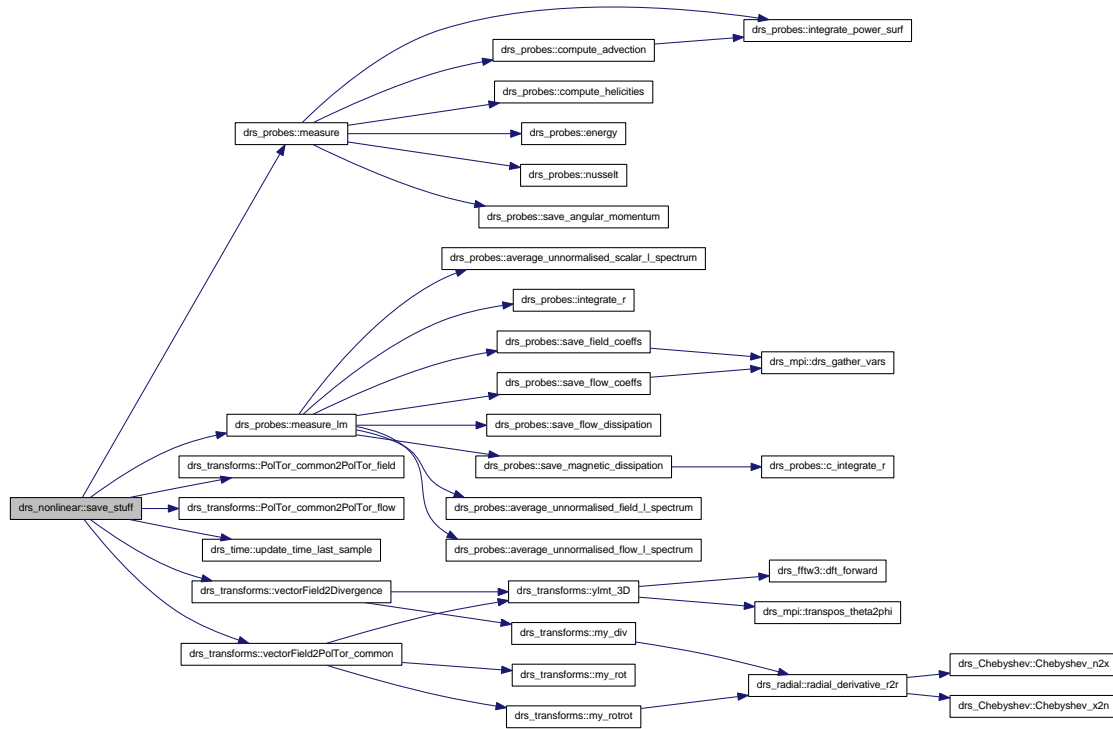 drs_probes::integrate_power_surf
drs_probes::compute_advection
drs_probes::compute_helicities
drs_probes::measure
drs_probes::energy
drs_probes::nusselt
drs_probes::save_angular_momentum
drs_probes::average_unnormalised_scalar_l_spectrum
drs_probes::integrate_r
drs_probes::save_field_coeffs
drs_mpi::drs_gather_vars
drs_probes::save_flow_coeffs
drs_probes::measure_lm
drs_probes::save_flow_dissipation
drs_transforms::PolTor_common2PolTor_field
drs_probes::save_magnetic_dissipation
drs_probes::c_integrate_r
drs_nonlinear::save_stuff
drs_transforms::PolTor_common2PolTor_flow
drs_probes::average_unnormalised_field_l_spectrum
drs_time::update_time_last_sample
drs_probes::average_unnormalised_flow_l_spectrum
drs_fftw3::dft_forward
drs_transforms::vectorField2Divergence
drs_transforms::ylmt_3D
drs_mpi::transpos_theta2phi
drs_transforms::my_div
drs_transforms::vectorField2PolTor_common
drs_transforms::my_rot
drs_radial::radial_derivative_r2r
drs_Chebyshev::Chebyshev_n2x
drs_Chebyshev::Chebyshev_x2n
drs_transforms::my_rotrot